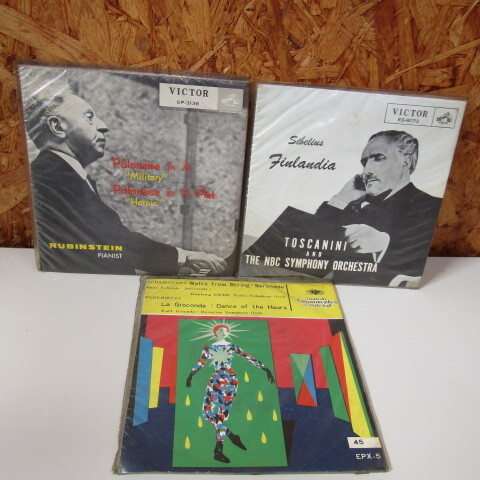 VICTOR
EP-3136
Polonaise in A
"Military"
Polonaise in A Flat
"Heroic"
RUBINSTEIN
PIANIST
VICTOR
Sibelius
Finlandia
TOSCANINI
AND
THE NBC SYMPHONY ORCHESTRA
Waltz from String-Serenade
La Gioconda : Dance of the Hours
45
EPX-5